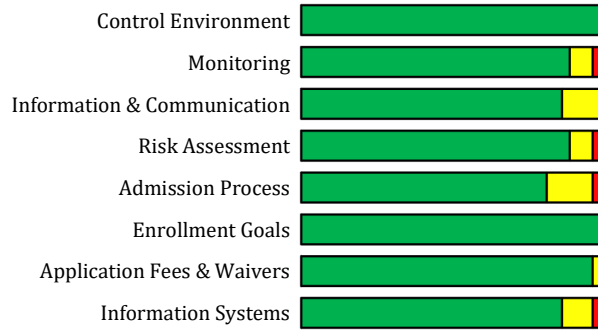 Control Environment
Monitoring
Information & Communication
Risk Assessment
Admission Process
Enrollment Goals
Application Fees & Waivers
Information Systems